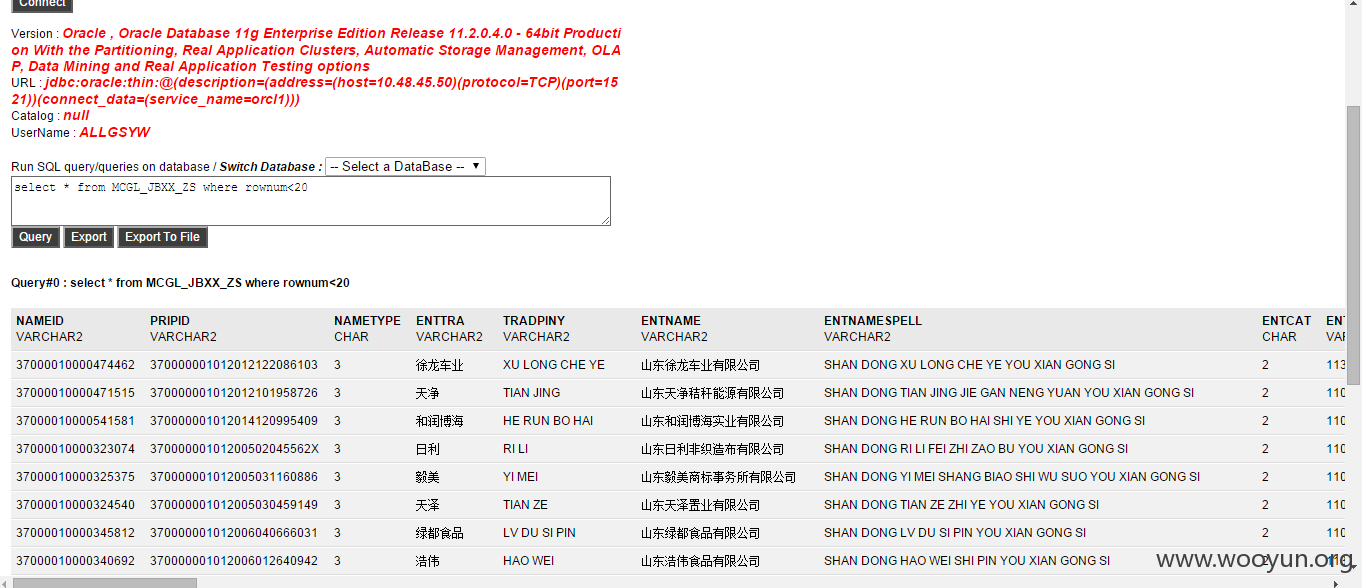 Connect
Version : Oracle , Oracle Database 11g Enterprise Edition Release 11.2.0.4.0 - 64bit Producti
on With the Partitioning, Real Application Clusters, Automatic Storage Management, OLA
P, Data Mining and Real Application Testing options
URL : jdbc:oracle:thin:@(description=(address=(host=10.48.45.50)(protocol=TCP)(port=15
21))(connect_data=(service_name=orcl1)))
Catalog : null
UserName : ALLGSYW
Run SQL query/queries on database / Switch Database : -- Select a DataBase --
select * from MCGL_JBXX_ZS where rownum<20
Query Export Export To File
Query#0 : select * from MCGL_JBXX_ZS where rownum<20
NAMEID PRIPID NAMETYPE ENTTRA TRADPINY ENTNAME ENTNAMESPELL ENTCAT
VARCHAR2 VARCHAR2 CHAR VARCHAR2 VARCHAR2 VARCHAR2 VARCHAR2 CHAR
37000010000474462 370000001012012122086103 3 徐龙车业 XU LONG CHE YE 山东徐龙车业有限公司 SHAN DONG XU LONG CHE YE YOU XIAN GONG SI 2 113
37000010000471515 370000001012012101958726 3 天净 TIAN JING 山东天净秸秆能源有限公司 SHAN DONG TIAN JING JIE GAN NENG YUAN YOU XIAN GONG SI 2 110
37000010000541581 370000001012014120995409 3 和润博海 HE RUN BO HAI 山东和润博海实业有限公司 SHAN DONG HE RUN BO HAI SHI YE YOU XIAN GONG SI 2 110
37000010000323074 37000000101200502045562X 3 日利 RI LI 山东日利非织造布有限公司 SHAN DONG RI LI FEI ZHI ZAO BU YOU XIAN GONG SI 2 110
37000010000325375 370000001012005031160886 3 毅美 YI MEI 山东毅美商标事务所有限公司 SHAN DONG YI MEI SHANG BIAO SHI WU SUO YOU XIAN GONG SI 2 110
37000010000324540 370000001012005030459149 3 天泽 TIAN ZE 山东天泽置业有限公司 SHAN DONG TIAN ZE ZHI YE YOU XIAN GONG SI 2 110
37000010000345812 370000001012006040666031 3 绿都食品 LV DU SI PIN 山东绿都食品有限公司 SHAN DONG LV DU SI PIN YOU XIAN GONG SI 2 110
37000010000340692 370000001012006012640942 3 浩伟 HAO WEI 山东浩伟食品有限公司 SHAN DONG HAO WEI SHI PIN YOU XIAN GONG SI 2
www.wooyun.org